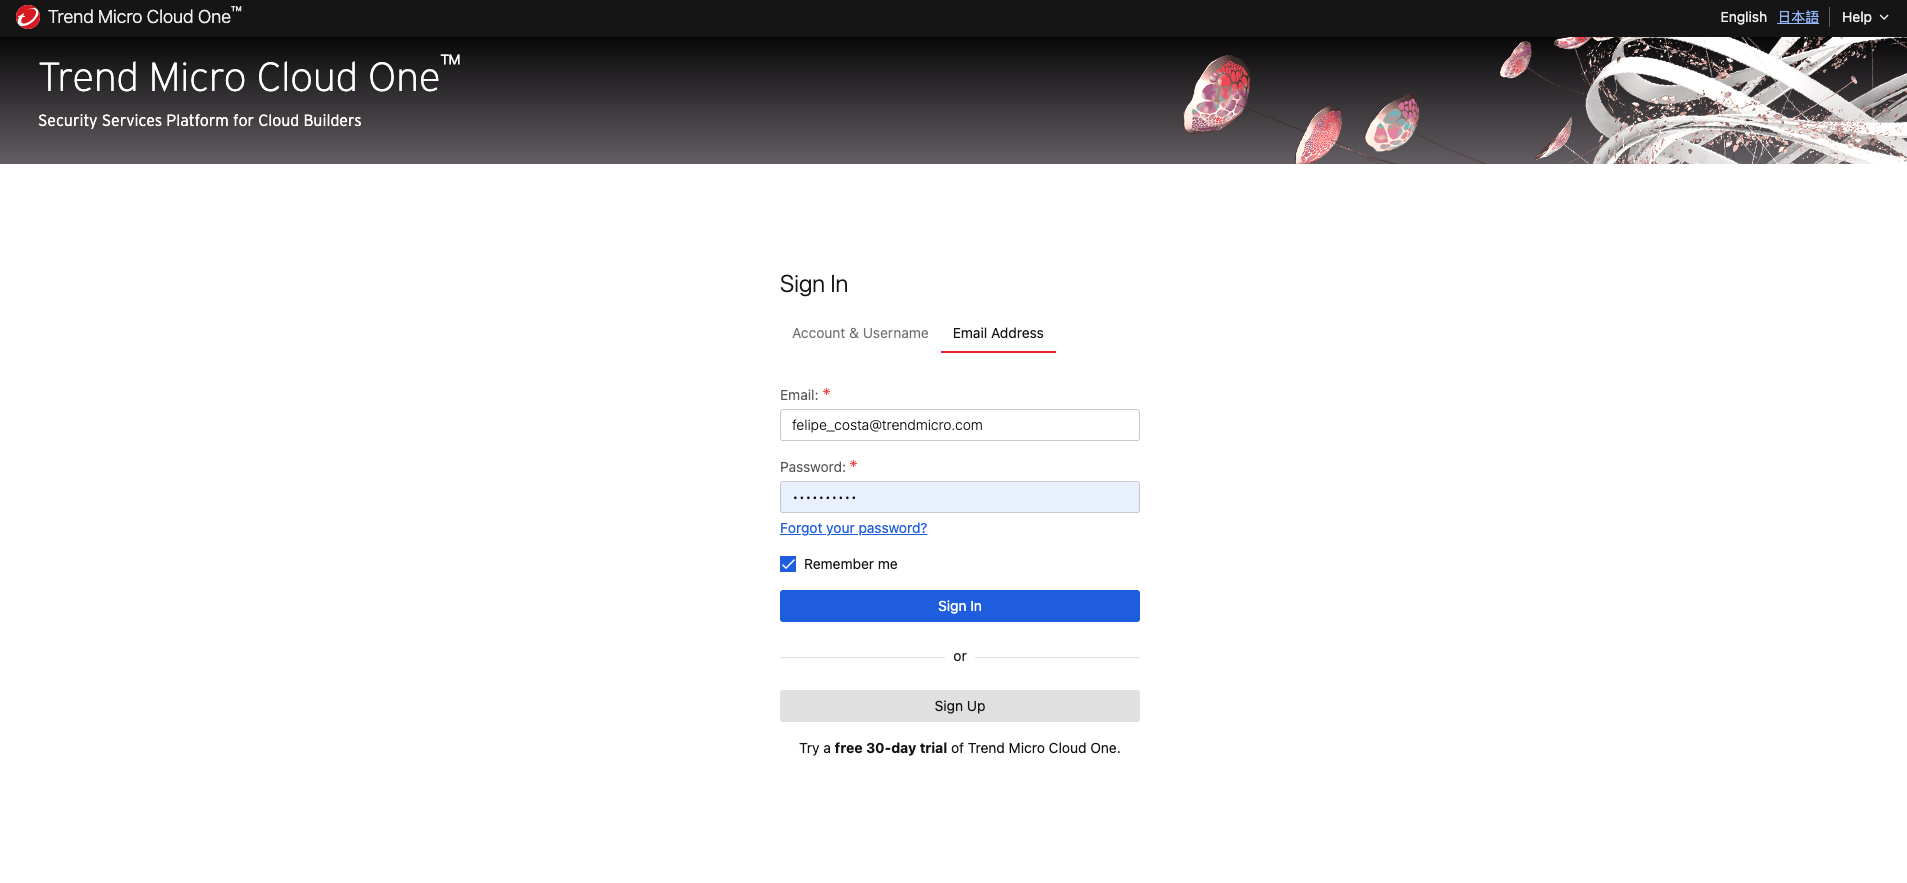 Trend Micro Cloud One™
English 日本語 Help
Trend Micro Cloud One™
Security Services Platform for Cloud Builders
Sign In
Account & Username Email Address
Email: *
felipe_costa@trendmicro.com
Password: *
••••••••••
Forgot your password?
Remember me
Sign In
or
Sign Up
Try a free 30-day trial of Trend Micro Cloud One.